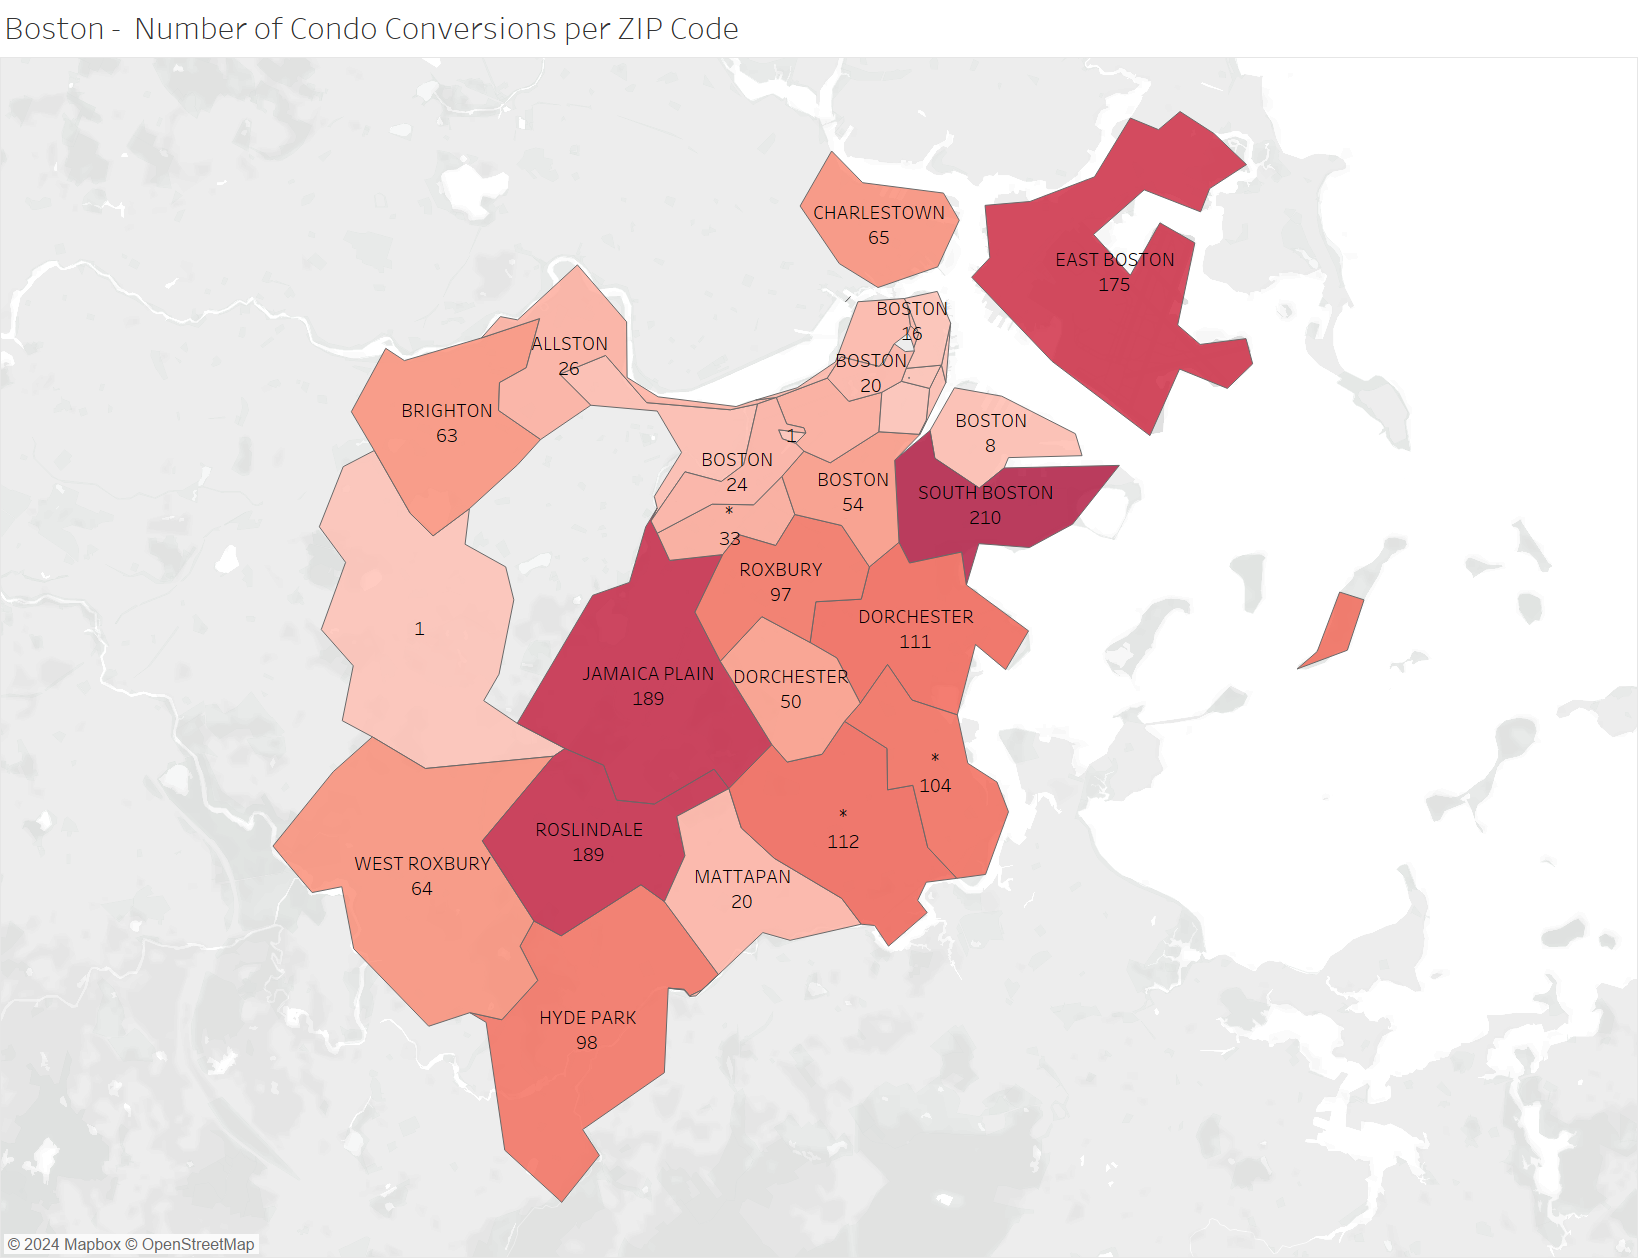 Boston - Number of Condo Conversions per ZIP Code
CHARLESTOWN
65
EAST BOSTON
175
BOSTON
16
ALLSTON
26
BOSTON
20
BRIGHTON
63
BOSTON
8
1
BOSTON
24
BOSTON
54
SOUTH BOSTON
210
*
33
ROXBURY
97
DORCHESTER
111
1
JAMAICA PLAIN
189
DORCHESTER
50
*
104
*
112
ROSLINDALE
189
WEST ROXBURY
64
MATTAPAN
20
HYDE PARK
98
© 2024 Mapbox © OpenStreetMap